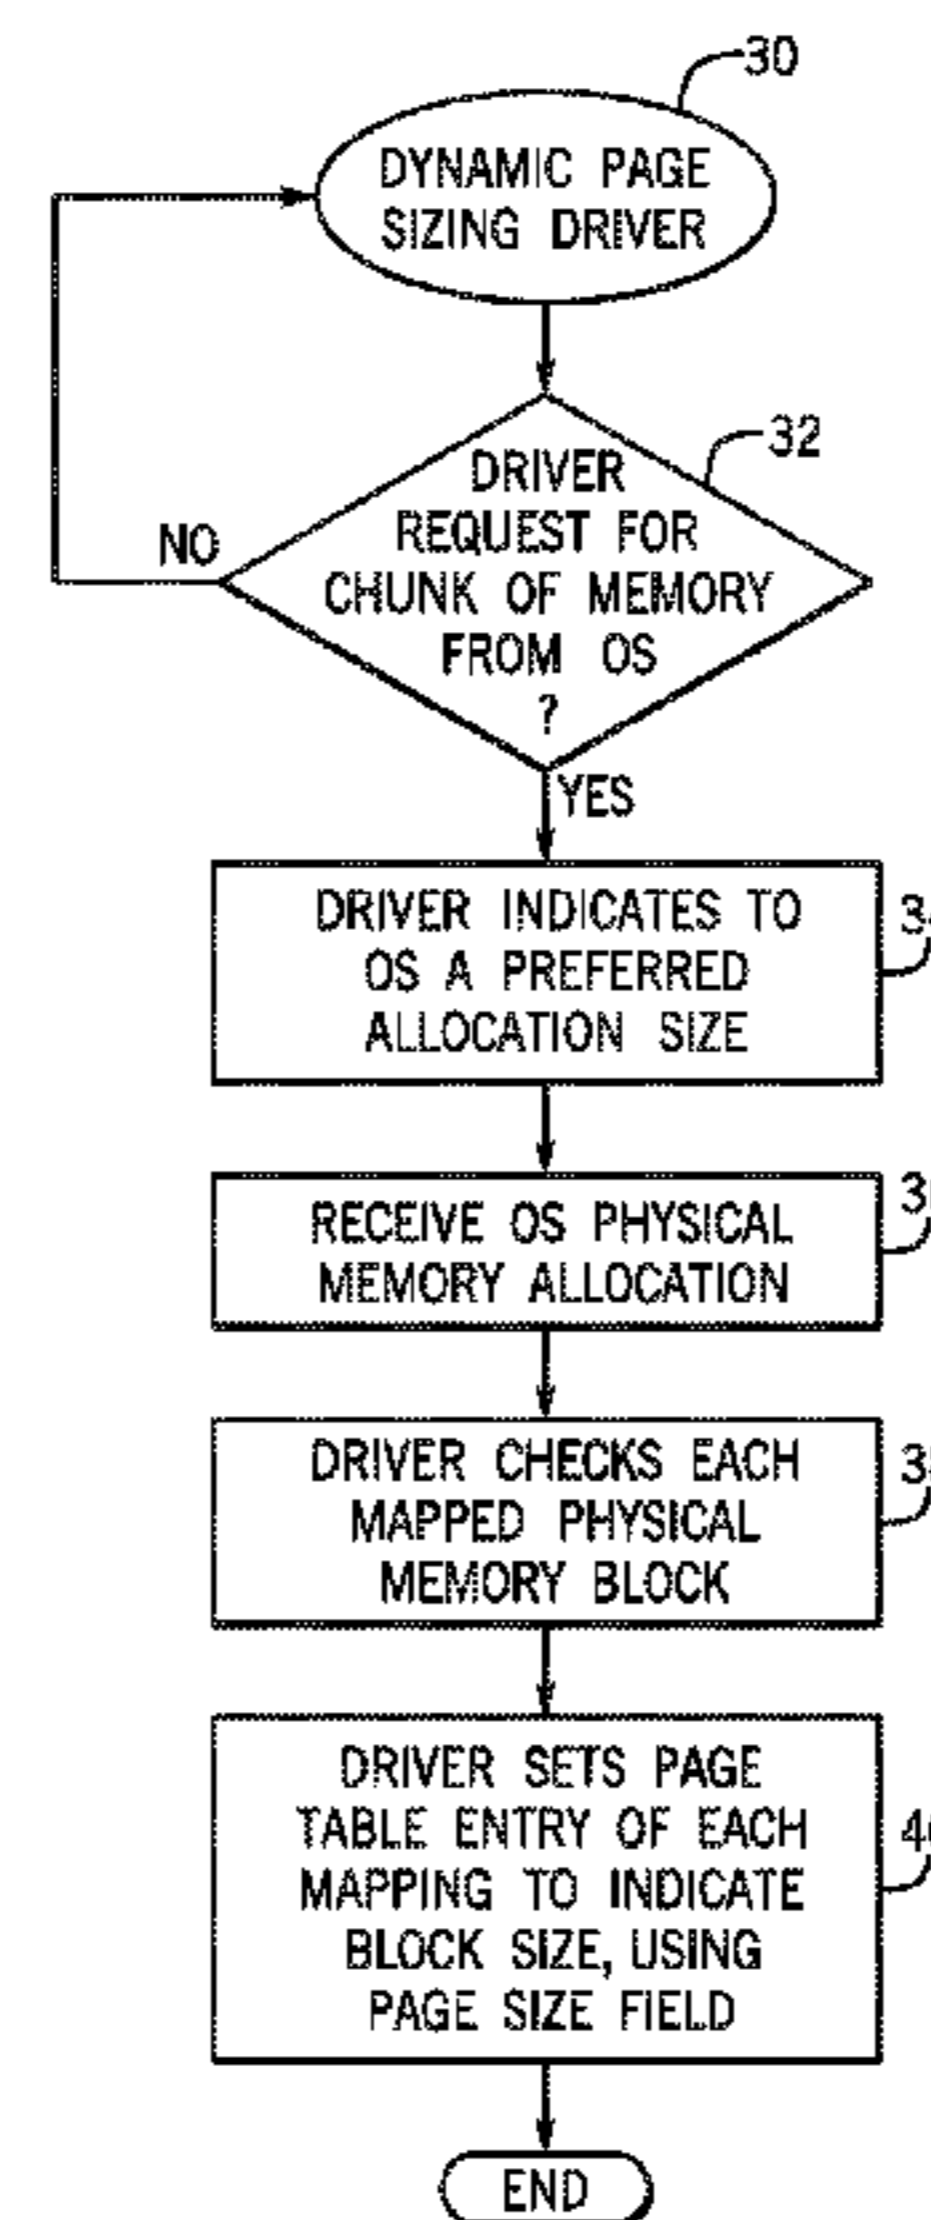 30
DYNAMIC PAGE
SIZING DRIVER
32
DRIVER
REQUEST FOR
CHUNK OF MEMORY
FROM OS
?
NO
YES
DRIVER INDICATES TO
OS A PREFERRED
ALLOCATION SIZE
RECEIVE OS PHYSICAL
MEMORY ALLOCATION
DRIVER CHECKS EACH
MAPPED PHYSICAL
MEMORY BLOCK
DRIVER SETS PAGE
TABLE ENTRY OF EACH
MAPPING TO INDICATE
BLOCK SIZE, USING
PAGE SIZE FIELD
END